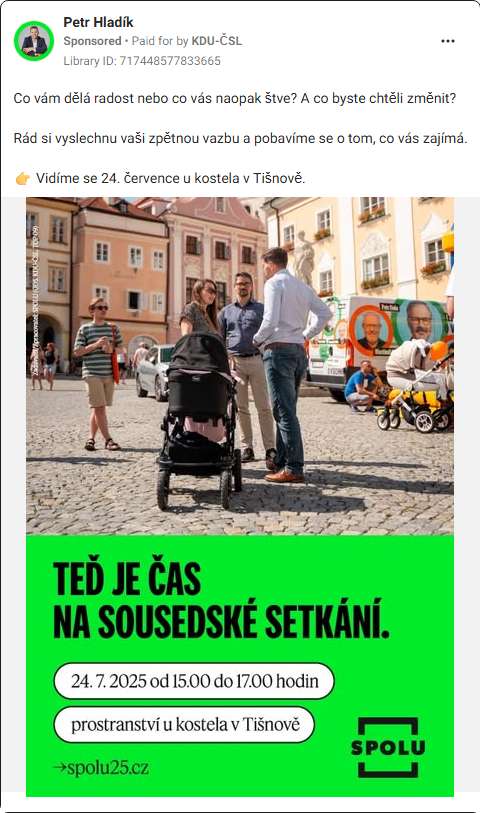 Petr Hladík
Sponsored • Paid for by KDU-ČSL
Library ID: 717448577833665
Co vám dělá radost nebo co vás naopak štve? A co byste chtěli změnit?
Rád si vyslechnu vaši zpětnou vazbu a pobavíme se o tom, co vás zajímá.
👉 Vidíme se 24. července u kostela v Tišnově.
TEĎ JE ČAS
NA SOUSEDSKÉ SETKÁNÍ.
24. 7. 2025 od 15.00 do 17.00 hodin
prostranství u kostela v Tišnově
→spolu25.cz
SPOLU